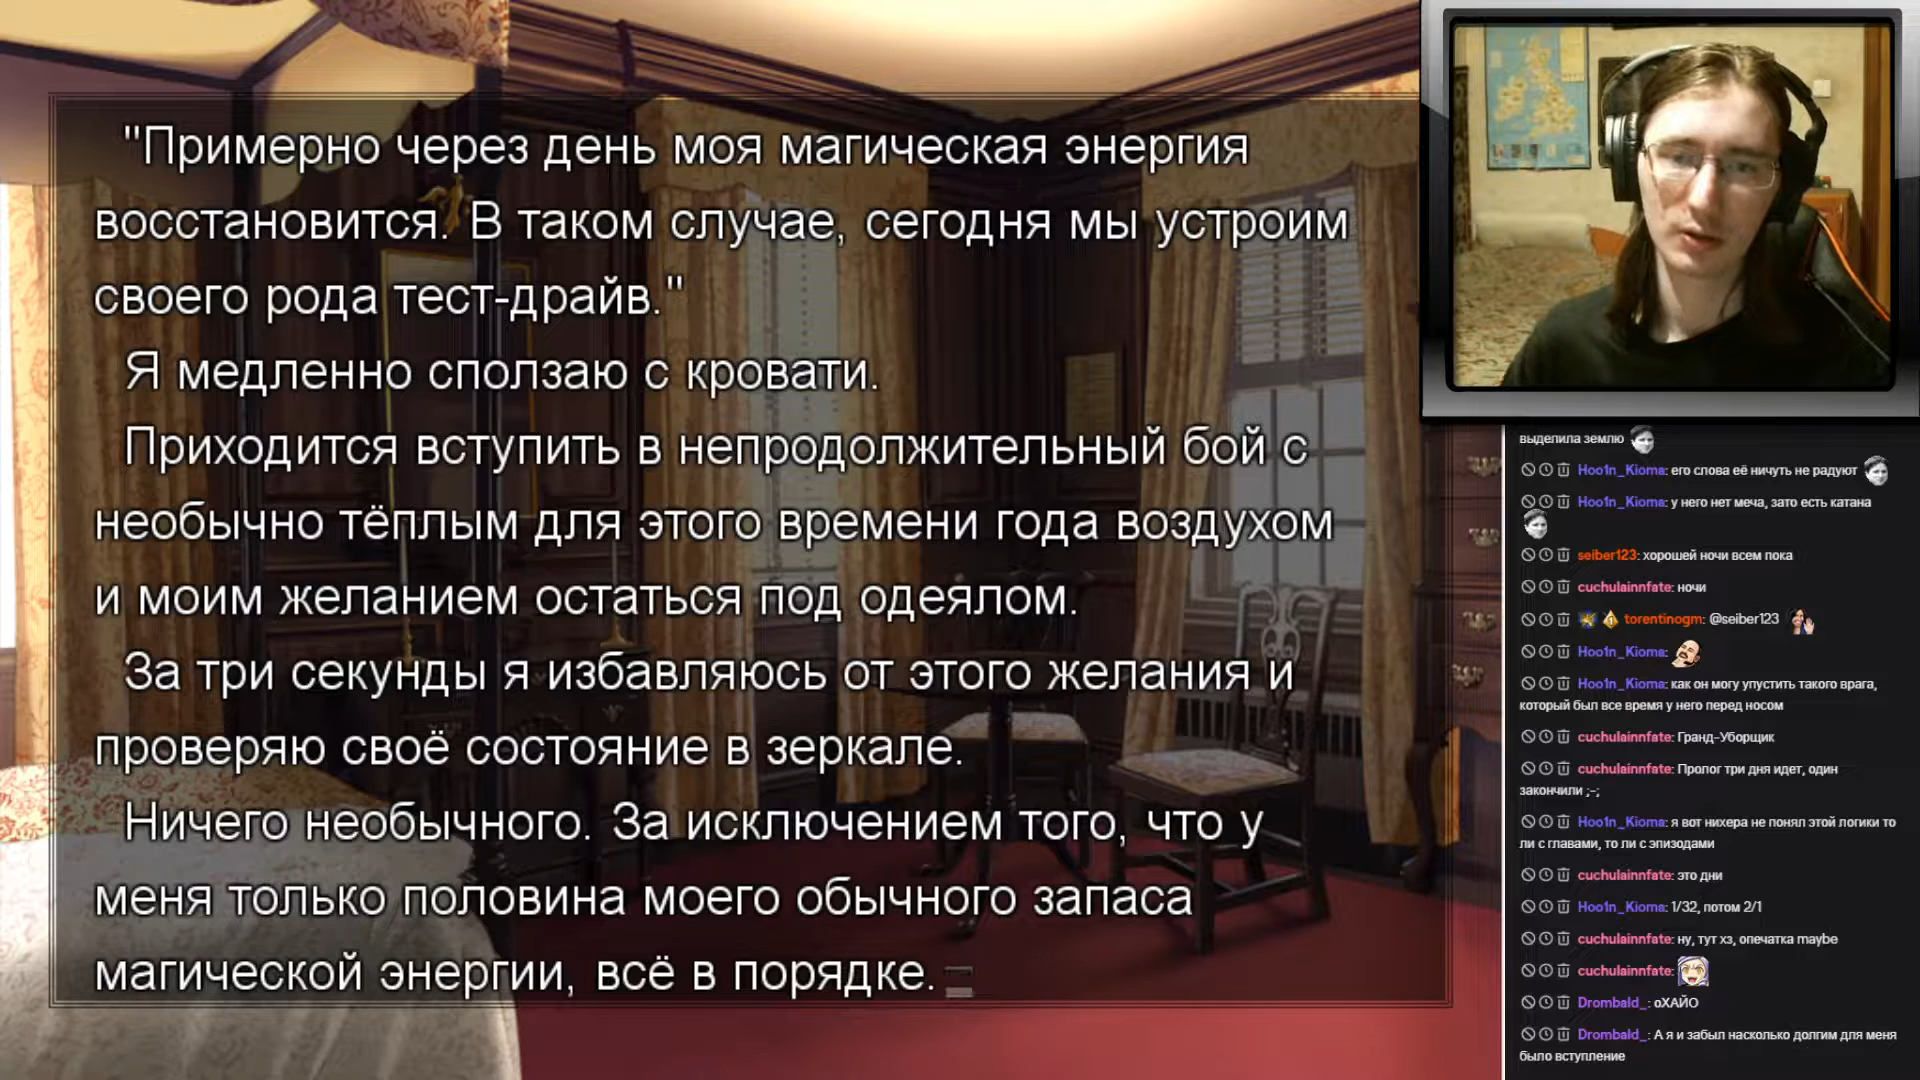 "Примерно через день моя магическая энергия
восстановится. В таком случае, сегодня мы устроим
своего рода тест-драйв."
Я медленно сползаю с кровати.
Приходится вступить в непродолжительный бой с
необычно тёплым для этого времени года воздухом
и моим желанием остаться под одеялом.
За три секунды я избавляюсь от этого желания и
проверяю своё состояние в зеркале.
Ничего необычного. За исключением того, что у
меня только половина моего обычного запаса
магической энергии, всё в порядке.
выделила землю
Hoo1n_Kioma: его слова её ничуть не радуют
Hoo1n_Kioma: у него нет меча, зато есть катана
seiber123: хорошей ночи всем пока
cuchulainnfate: ночи
torentinogm: @seiber123
Hoo1n_Kioma:
Hoo1n_Kioma: как он могу упустить такого врага,
который был все время у него перед носом
cuchulainnfate: Гранд-Уборщик
cuchulainnfate: Пролог три дня идет, один
закончили ;-;
Hoo1n_Kioma: я вот нихера не понял этой логики то
ли с главами, то ли с эпизодами
cuchulainnfate: это дни
Hoo1n_Kioma: 1/32, потом 2/1
cuchulainnfate: ну, тут хз, опечатка maybe
cuchulainnfate:
Drombald_: оХАЙО
Drombald_: А я и забыл насколько долгим для меня
было вступление